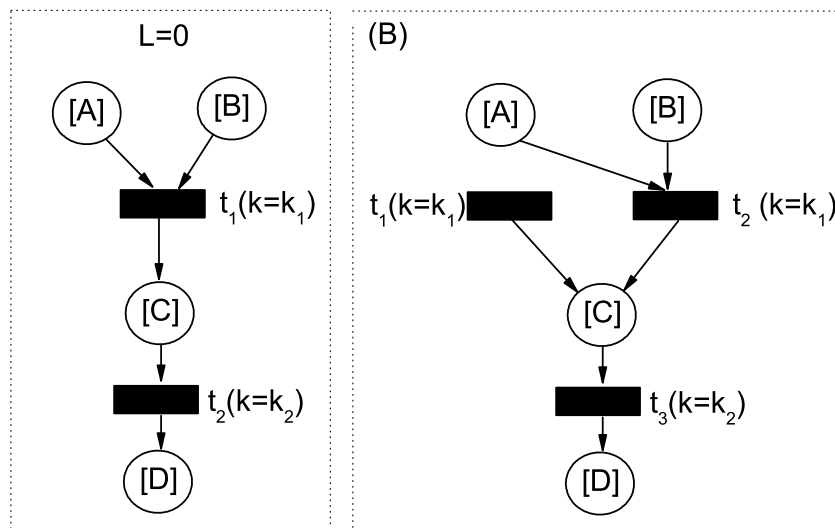 L=0
[A]
[B]
t₁(k=k₁)
[C]
t₂(k=k₂)
[D]
(B)
[A]
[B]
t₁(k=k₁)
t₂ (k=k₁)
[C]
t₃(k=k₂)
[D]